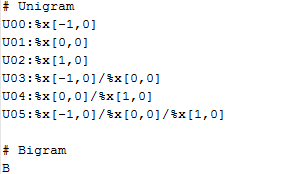 # Unigram
U00:%x[-1,0]
U01:%x[0,0]
U02:%x[1,0]
U03:%x[-1,0]/%x[0,0]
U04:%x[0,0]/%x[1,0]
U05:%x[-1,0]/%x[0,0]/%x[1,0]

# Bigram
B